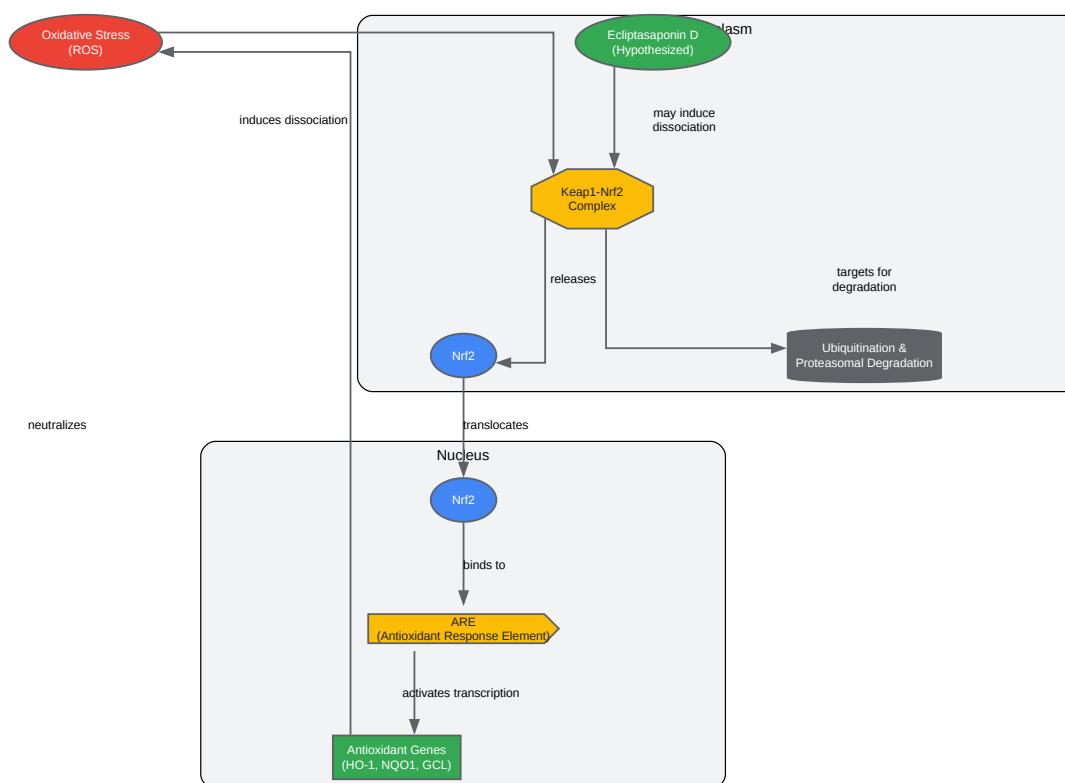 Oxidative Stress
(ROS)
Ecliptasaponin D
(Hypothesized)
plasm
induces dissociation
may induce
dissociation
Keap1-Nrf2
Complex
releases
targets for
degradation
Nrf2
Ubiquitination &
Proteasomal Degradation
neutralizes
translocates
Nucleus
Nrf2
binds to
ARE
(Antioxidant Response Element)
activates transcription
Antioxidant Genes
(HO-1, NQO1, GCL)